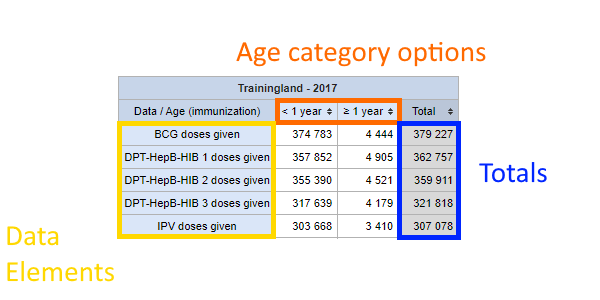 Age category options
Trainingland - 2017
Data / Age (immunization) < 1 year ≥ 1 year Total
BCG doses given 374 783 4 444 379 227
DPT-HepB-HIB 1 doses given 357 852 4 905 362 757
DPT-HepB-HIB 2 doses given 355 390 4 521 359 911
DPT-HepB-HIB 3 doses given 317 639 4 179 321 818
IPV doses given 303 668 3 410 307 078
Totals
Data
Elements